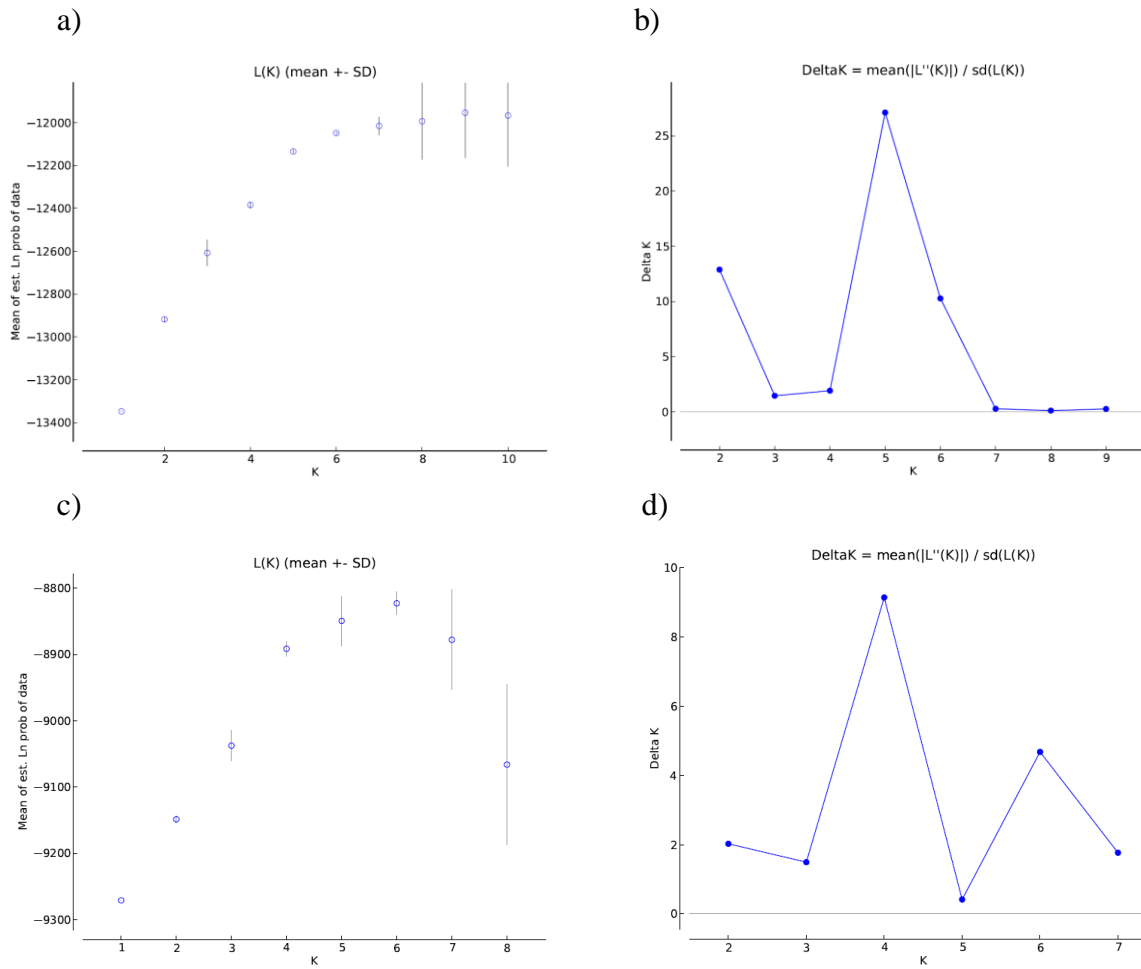 a)
L(K) (mean +- SD)
Mean of est. Ln prob of data
−12000
−12200
−12400
−12600
−12800
−13000
−13200
−13400
2 4 6 8 10
K
b)
DeltaK = mean(|L''(K)|) / sd(L(K))
Delta K
25
20
15
10
5
0
2 3 4 5 6 7 8 9
K
c)
L(K) (mean +- SD)
Mean of est. Ln prob of data
−8800
−8900
−9000
−9100
−9200
−9300
1 2 3 4 5 6 7 8
K
d)
DeltaK = mean(|L''(K)|) / sd(L(K))
Delta K
10
8
6
4
2
0
2 3 4 5 6 7
K